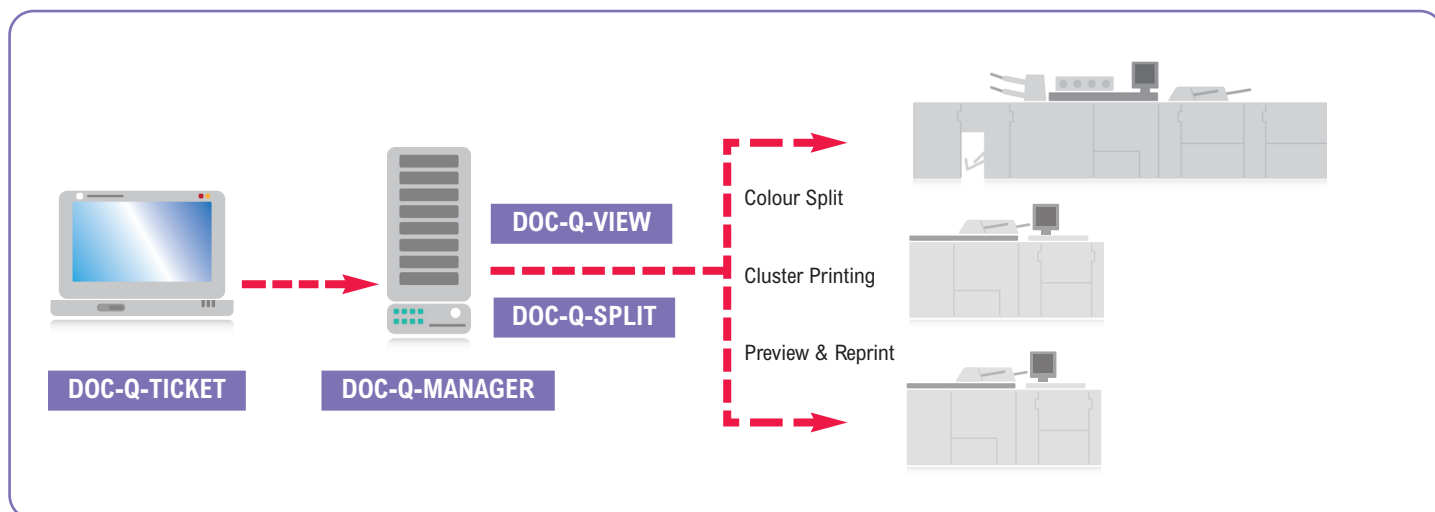 DOC-Q-TICKET
DOC-Q-MANAGER
DOC-Q-VIEW
DOC-Q-SPLIT
Colour Split
Cluster Printing
Preview & Reprint